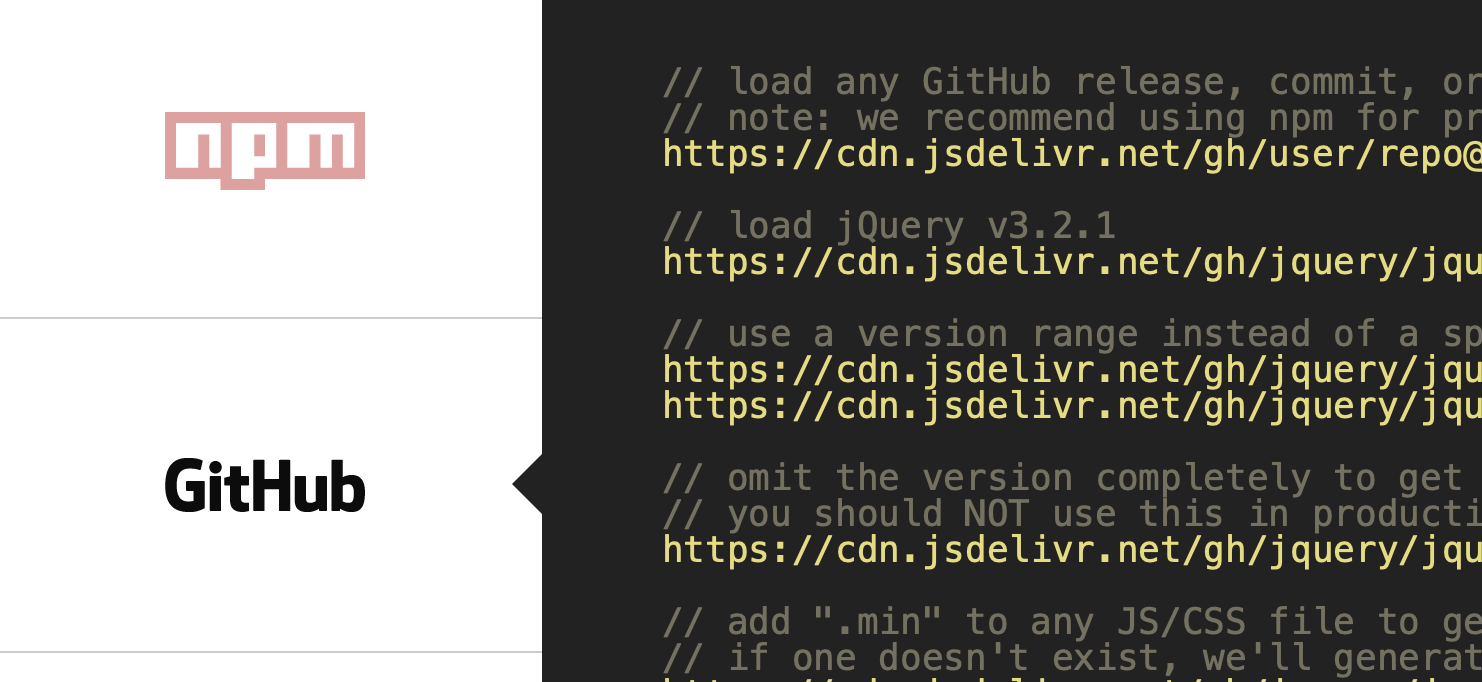 npm
GitHub
// load any GitHub release, commit, or
// note: we recommend using npm for pr
https://cdn.jsdelivr.net/gh/user/repo@
// load jQuery v3.2.1
https://cdn.jsdelivr.net/gh/jquery/jqu
// use a version range instead of a sp
https://cdn.jsdelivr.net/gh/jquery/jqu
https://cdn.jsdelivr.net/gh/jquery/jqu
// omit the version completely to get
// you should NOT use this in producti
https://cdn.jsdelivr.net/gh/jquery/jqu
// add ".min" to any JS/CSS file to ge
// if one doesn't exist, we'll generat